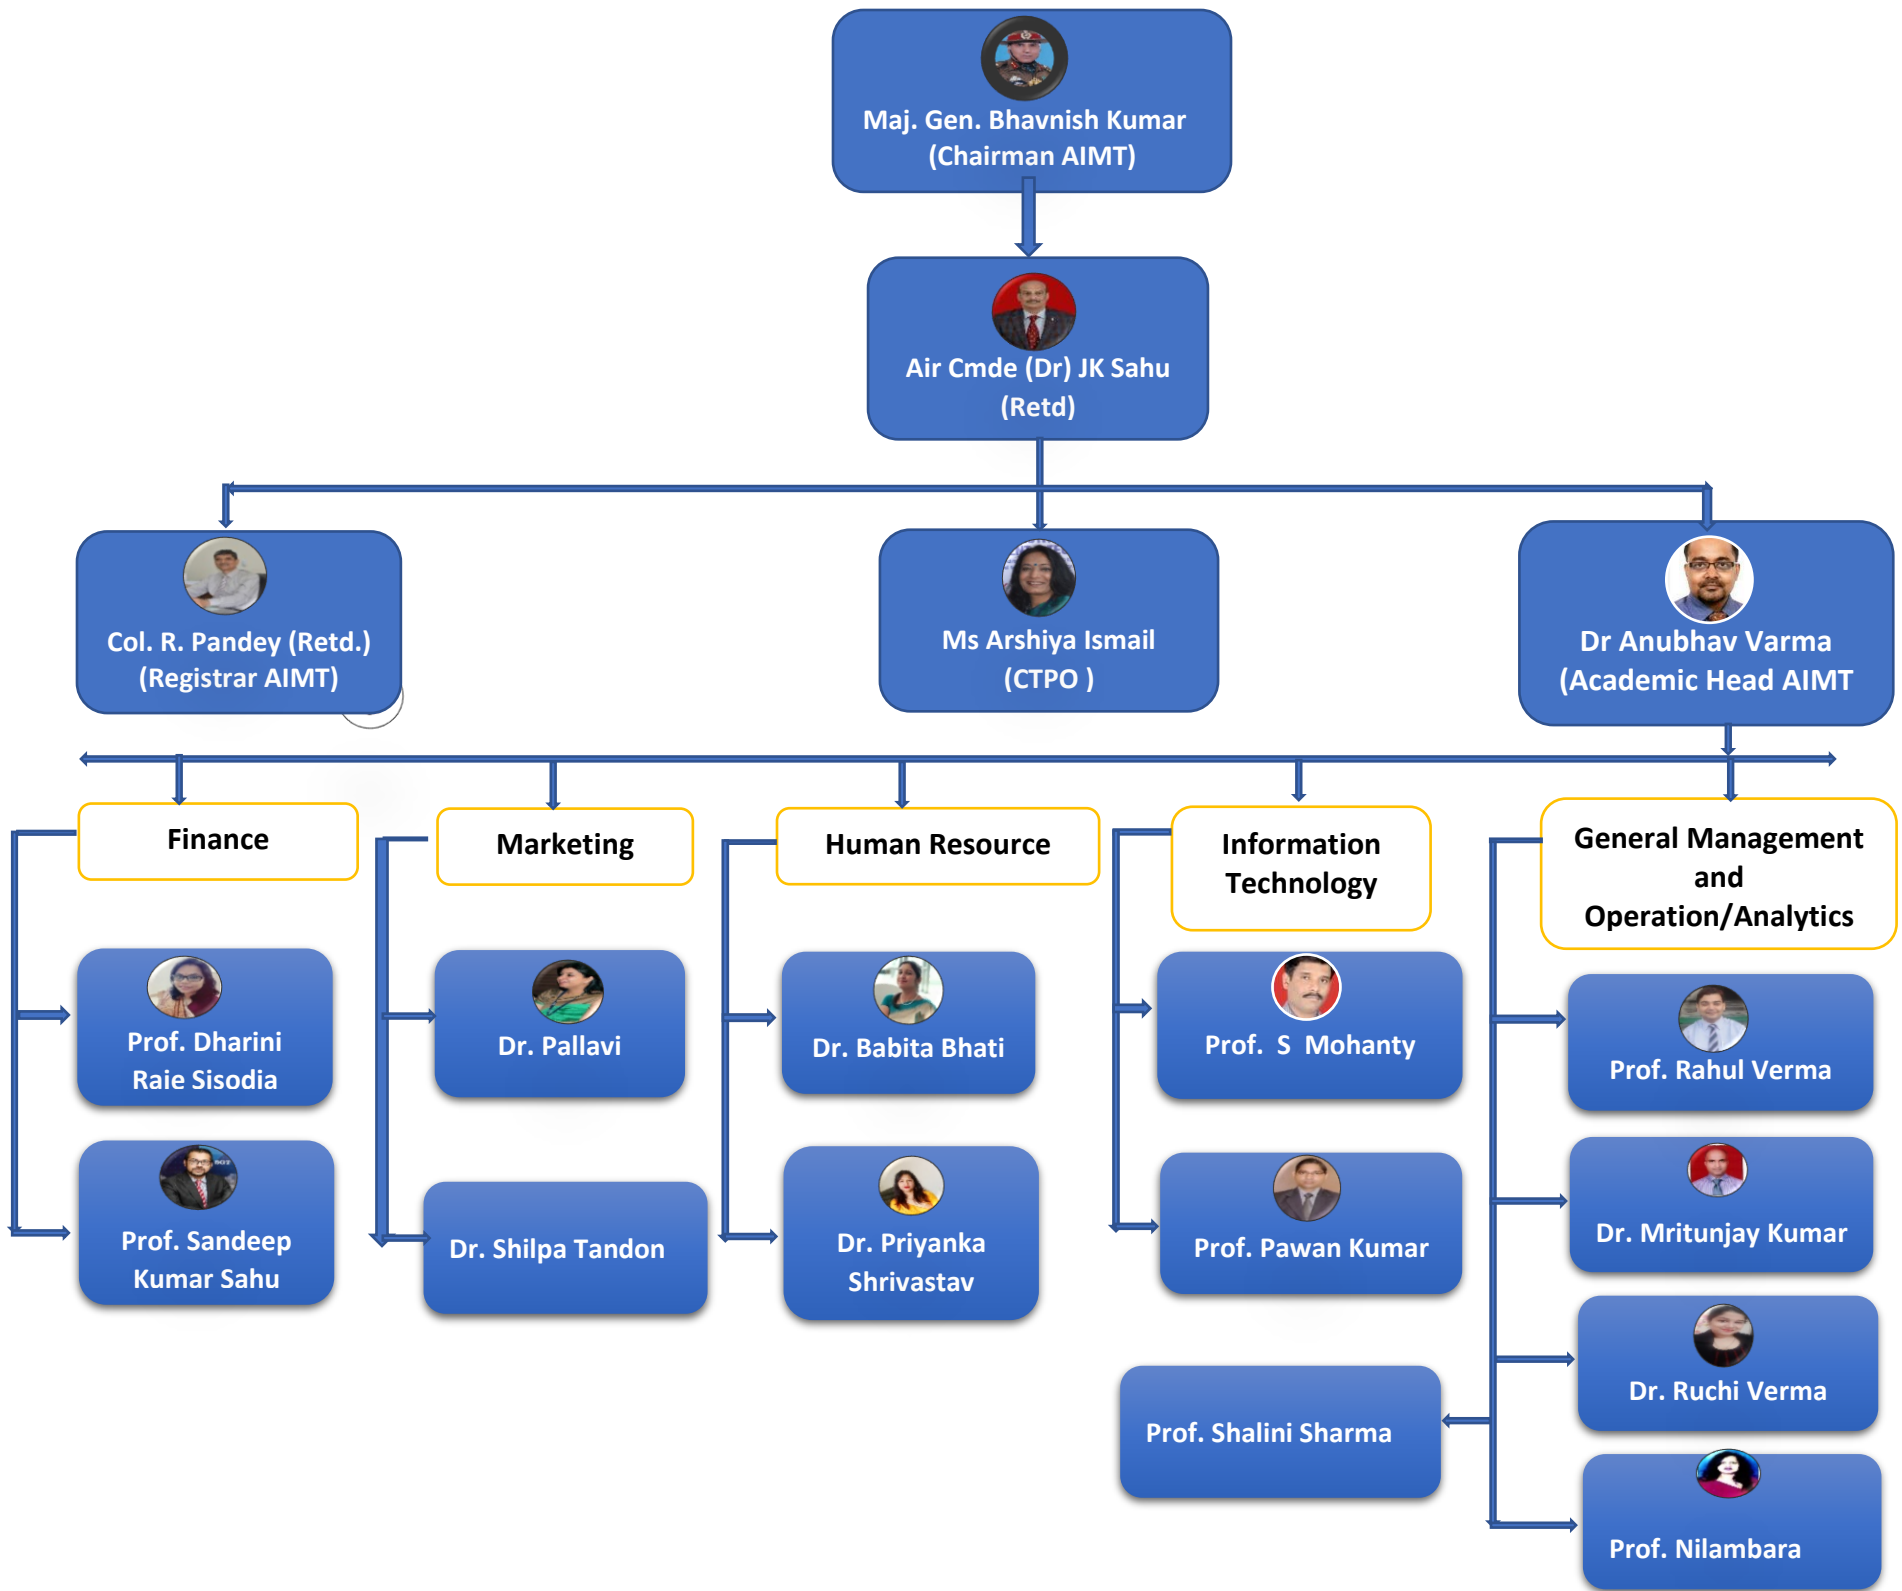 Maj. Gen. Bhavnish Kumar
(Chairman AIMT)
Air Cmde (Dr) JK Sahu
(Retd)
Col. R. Pandey (Retd.)
(Registrar AIMT)
Ms Arshiya Ismail
(CTPO )
Dr Anubhav Varma
(Academic Head AIMT
Finance
Marketing
Human Resource
Information
Technology
General Management
and
Operation/Analytics
Prof. Dharini
Raie Sisodia
Dr. Pallavi
Dr. Babita Bhati
Prof. S Mohanty
Prof. Rahul Verma
Prof. Sandeep
Kumar Sahu
Dr. Shilpa Tandon
Dr. Priyanka
Shrivastav
Prof. Pawan Kumar
Dr. Mritunjay Kumar
Dr. Ruchi Verma
Prof. Shalini Sharma
Prof. Nilambara